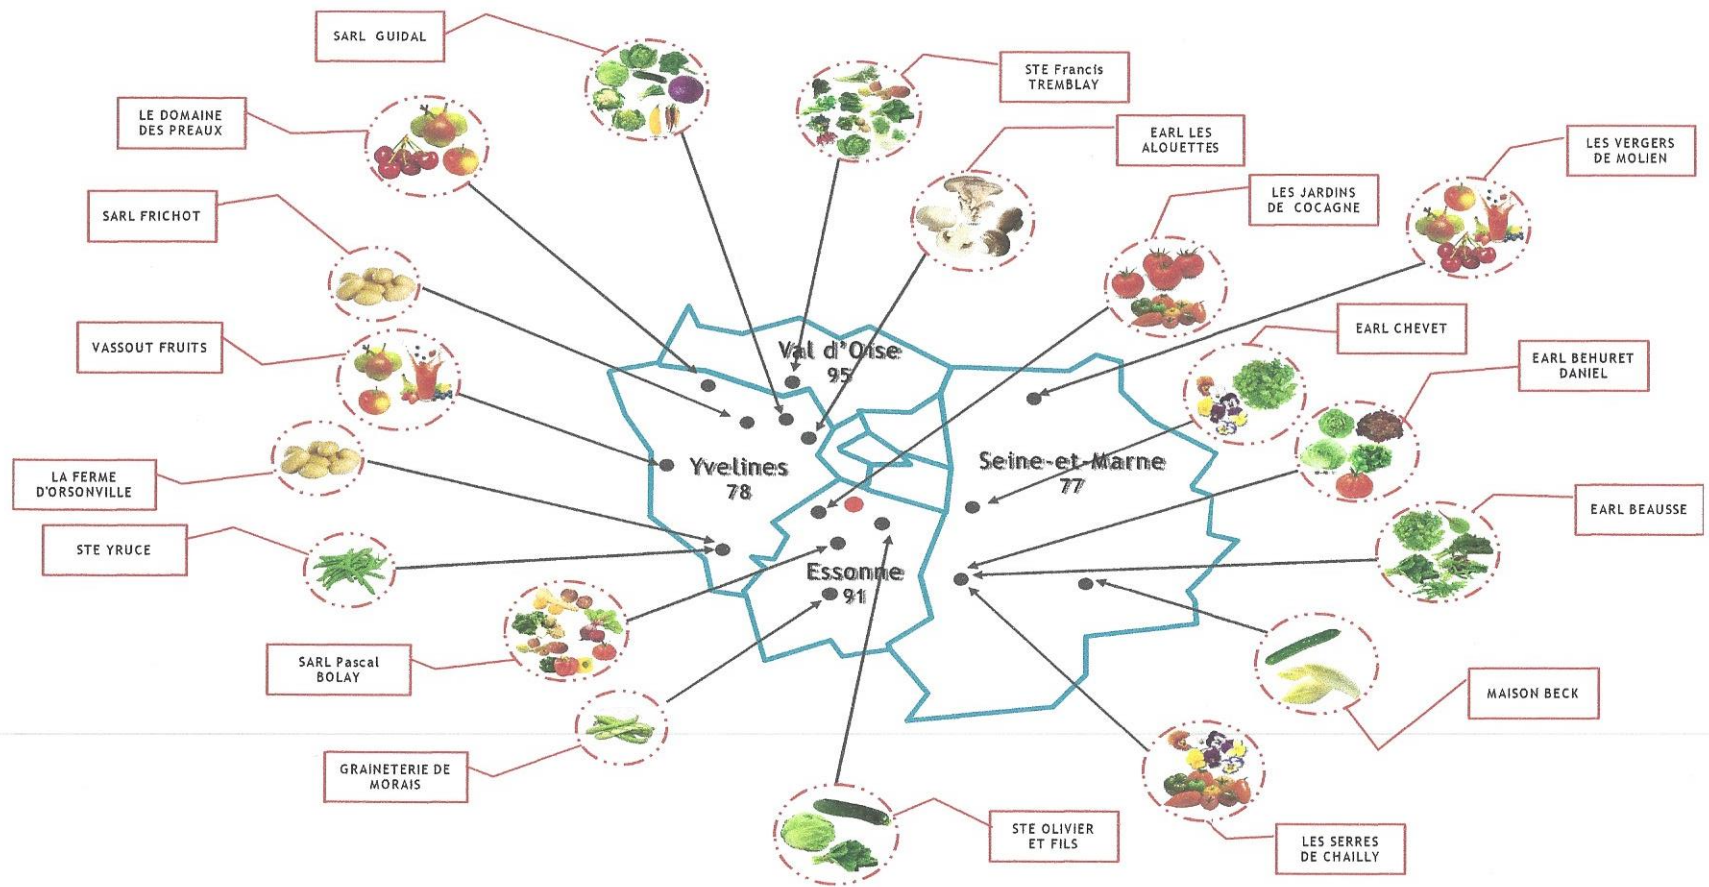 SARL GUIDAL
STE Francis
TREMBLAY
LE DOMAINE
DES PREAUX
EARL LES
ALOUETTES
LES VERGERS
DE MOLIEN
LES JARDINS
DE COCAGNE
SARL FRICHOT
EARL CHEVET
VASSOUT FRUITS
EARL BEHURET
DANIEL
Val d'Oise
95
Yvelines
78
Seine-et-Marne
77
LA FERME
D'ORSONVILLE
EARL BEAUSSE
STE YRUCE
Essonne
91
SARL Pascal
BOLAY
MAISON BECK
GRAINETERIE DE
MORAIS
STE OLIVIER
ET FILS
LES SERRES
DE CHAILLY